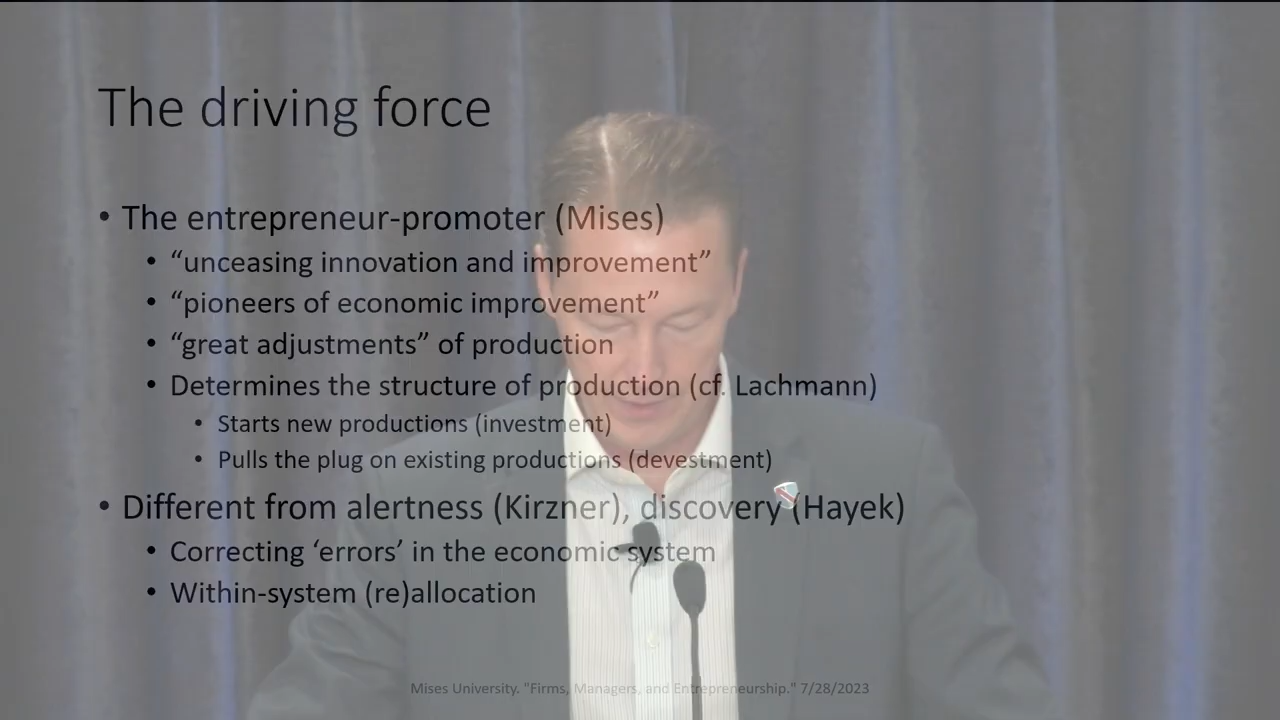 The driving force
• The entrepreneur-promoter (Mises)
• “unceasing innovation and improvement”
• “pioneers of economic improvement”
• “great adjustments” of production
• Determines the structure of production (cf. Lachmann)
• Starts new productions (investment)
• Pulls the plug on existing productions (devestment)
• Different from alertness (Kirzner), discovery (Hayek)
• Correcting ‘errors’ in the economic system
• Within-system (re)allocation
Mises University. "Firms, Managers, and Entrepreneurship." 7/28/2023